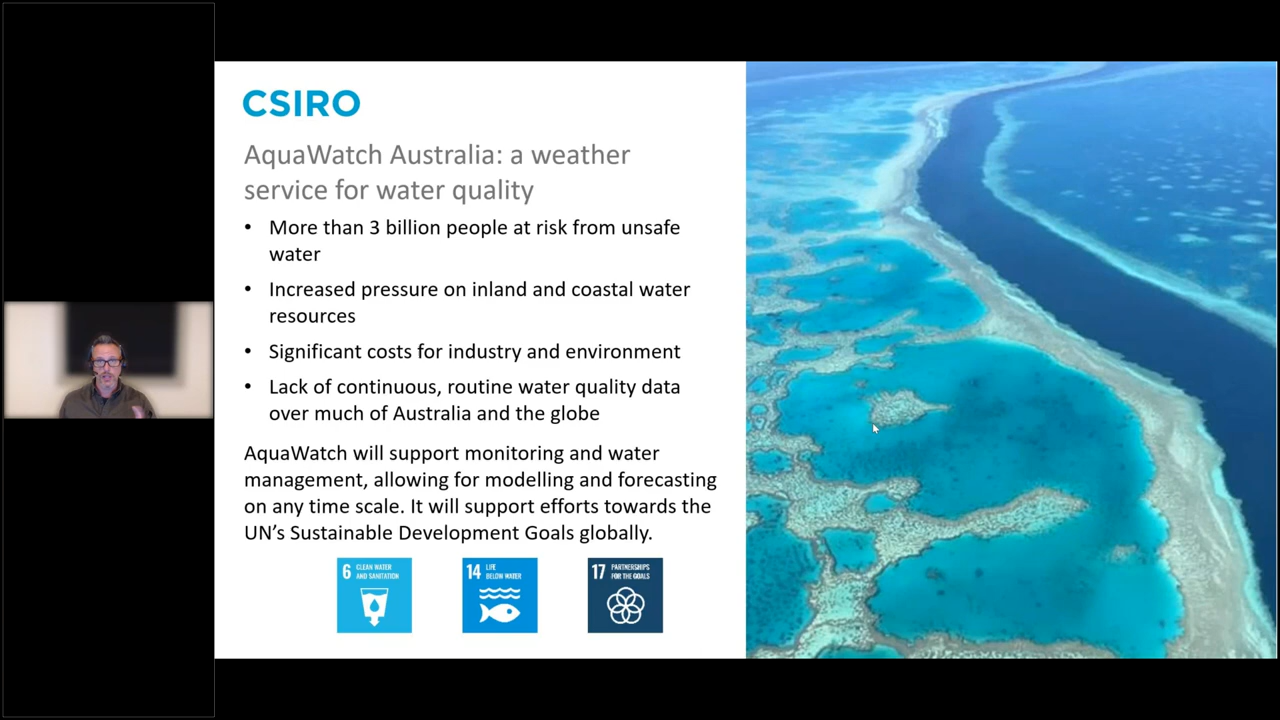 CSIRO
AquaWatch Australia: a weather
service for water quality
• More than 3 billion people at risk from unsafe
water
• Increased pressure on inland and coastal water
resources
• Significant costs for industry and environment
• Lack of continuous, routine water quality data
over much of Australia and the globe
AquaWatch will support monitoring and water
management, allowing for modelling and forecasting
on any time scale. It will support efforts towards the
UN’s Sustainable Development Goals globally.
6 CLEAN WATER
AND SANITATION
14 LIFE
BELOW WATER
17 PARTNERSHIPS
FOR THE GOALS